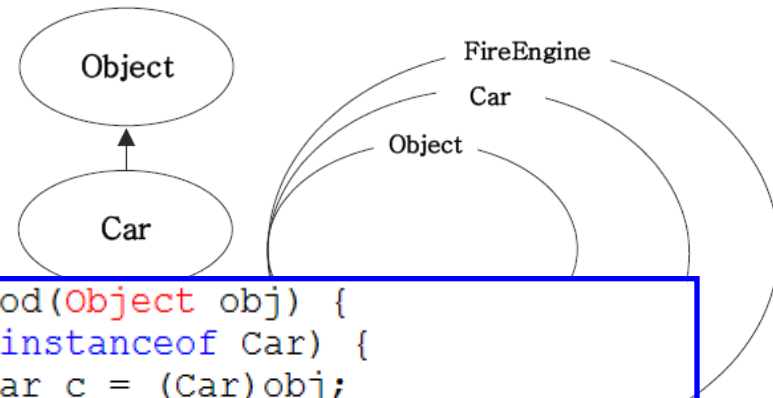 Object
FireEngine
Car
Object
Car
od(Object obj) {
instanceof Car) {
ar c = (Car)obj;